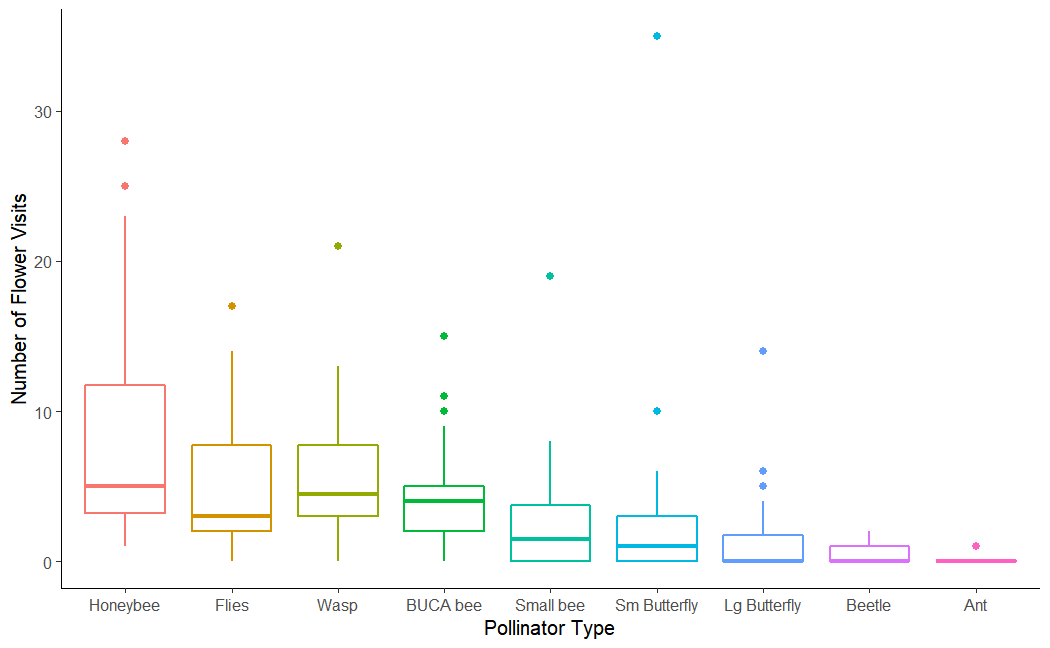 Number of Flower Visits
30
20
10
0
Honeybee Flies Wasp BUCA bee Small bee Sm Butterfly Lg Butterfly Beetle Ant
Pollinator Type